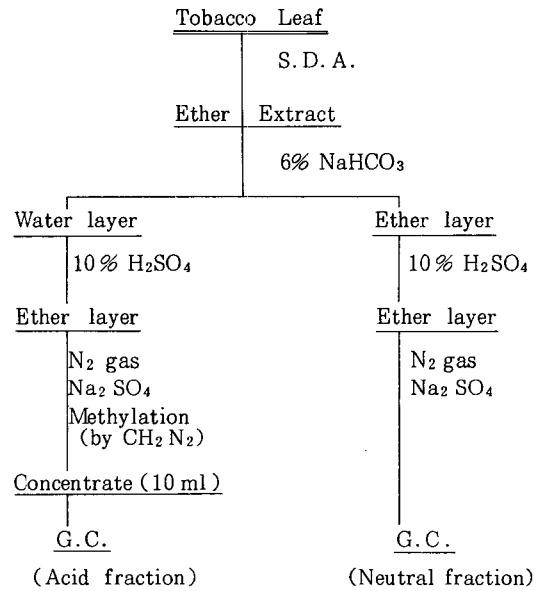 Tobacco Leaf
S.D.A.
Ether Extract
6% NaHCO₃
Water layer
Ether layer
10% H₂SO₄
10% H₂SO₄
Ether layer
Ether layer
N₂ gas
Na₂SO₄
Methylation
(by CH₂N₂)
N₂ gas
Na₂SO₄
Concentrate (10 ml)
G.C.
G.C.
(Acid fraction)
(Neutral fraction)